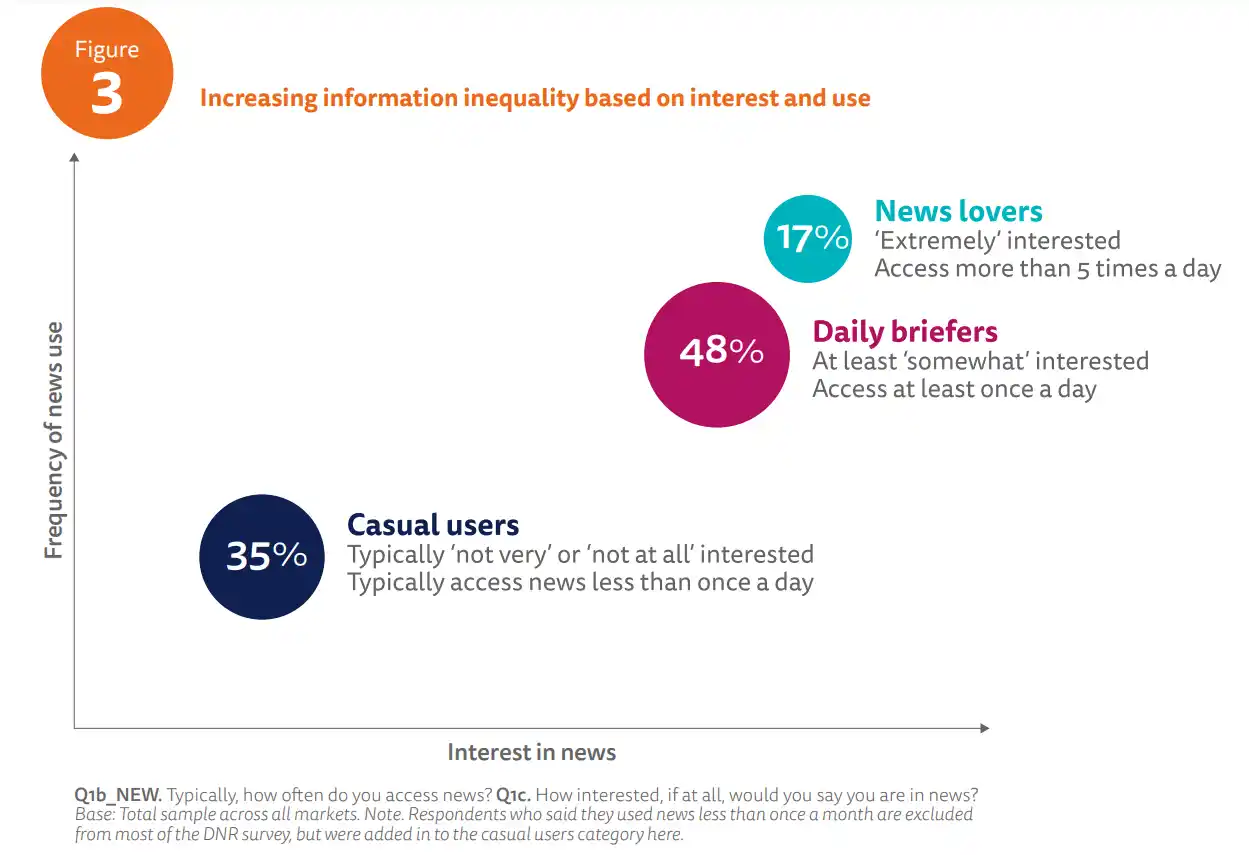 Figure
3
Increasing information inequality based on interest and use
17%
News lovers
‘Extremely’ interested
Access more than 5 times a day
48%
Daily briefers
At least ‘somewhat’ interested
Access at least once a day
Frequency of news use
35%
Casual users
Typically ‘not very’ or ‘not at all’ interested
Typically access news less than once a day
Interest in news
Q1b_NEW. Typically, how often do you access news? Q1c. How interested, if at all, would you say you are in news?
Base: Total sample across all markets. Note. Respondents who said they used news less than once a month are excluded
from most of the DNR survey, but were added in to the casual users category here.